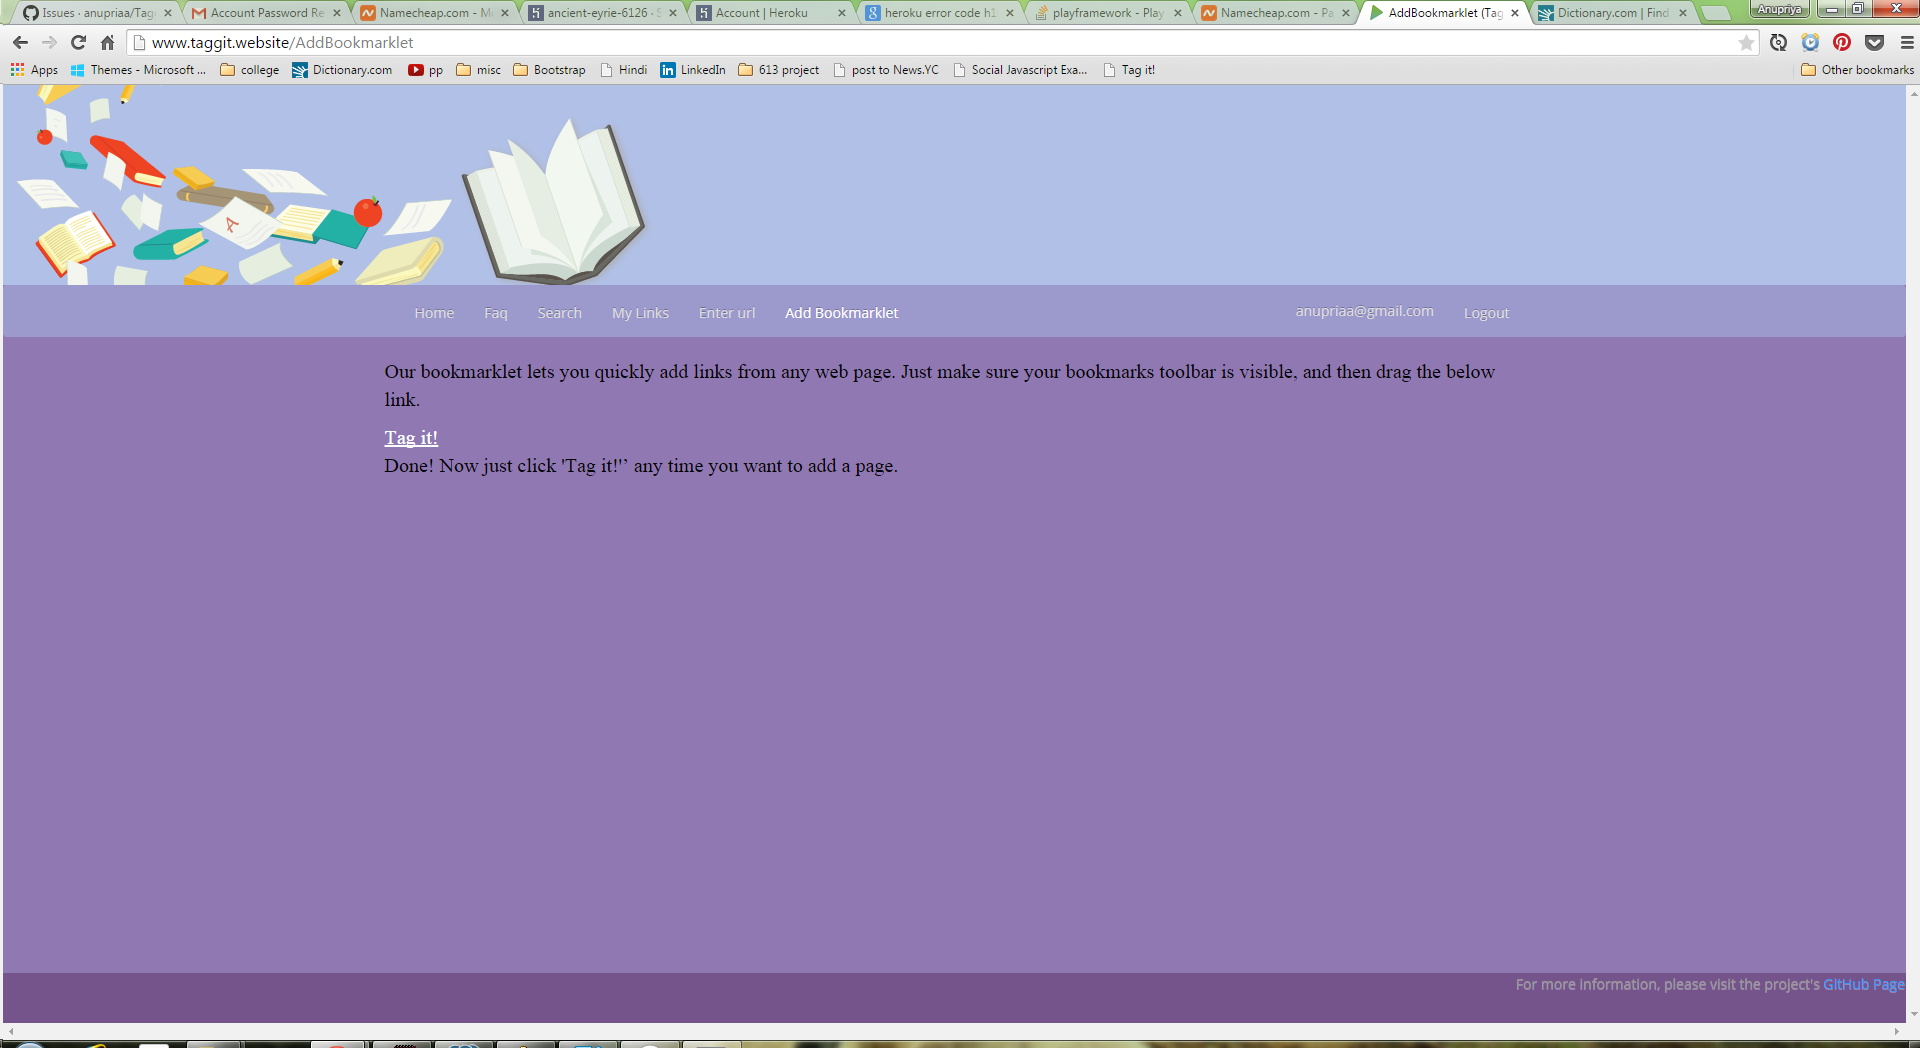 Issues · anupriaa/Tag
Account Password Re
Namecheap.com - M
ancient-eyrie-6126 · S
Account | Heroku
heroku error code h1
playframework - Play
Namecheap.com - Pa
AddBookmarklet (Tag
Dictionary.com | Find
Anupriya
www.taggit.website/AddBookmarklet
Apps Themes - Microsoft ... college Dictionary.com pp misc Bootstrap Hindi LinkedIn 613 project post to News.YC Social Javascript Exa... Tag it! Other bookmarks
A
Home Faq Search My Links Enter url Add Bookmarklet anupriaa@gmail.com Logout
Our bookmarklet lets you quickly add links from any web page. Just make sure your bookmarks toolbar is visible, and then drag the below
link.
Tag it!
Done! Now just click 'Tag it!'’ any time you want to add a page.
For more information, please visit the project's GitHub Page